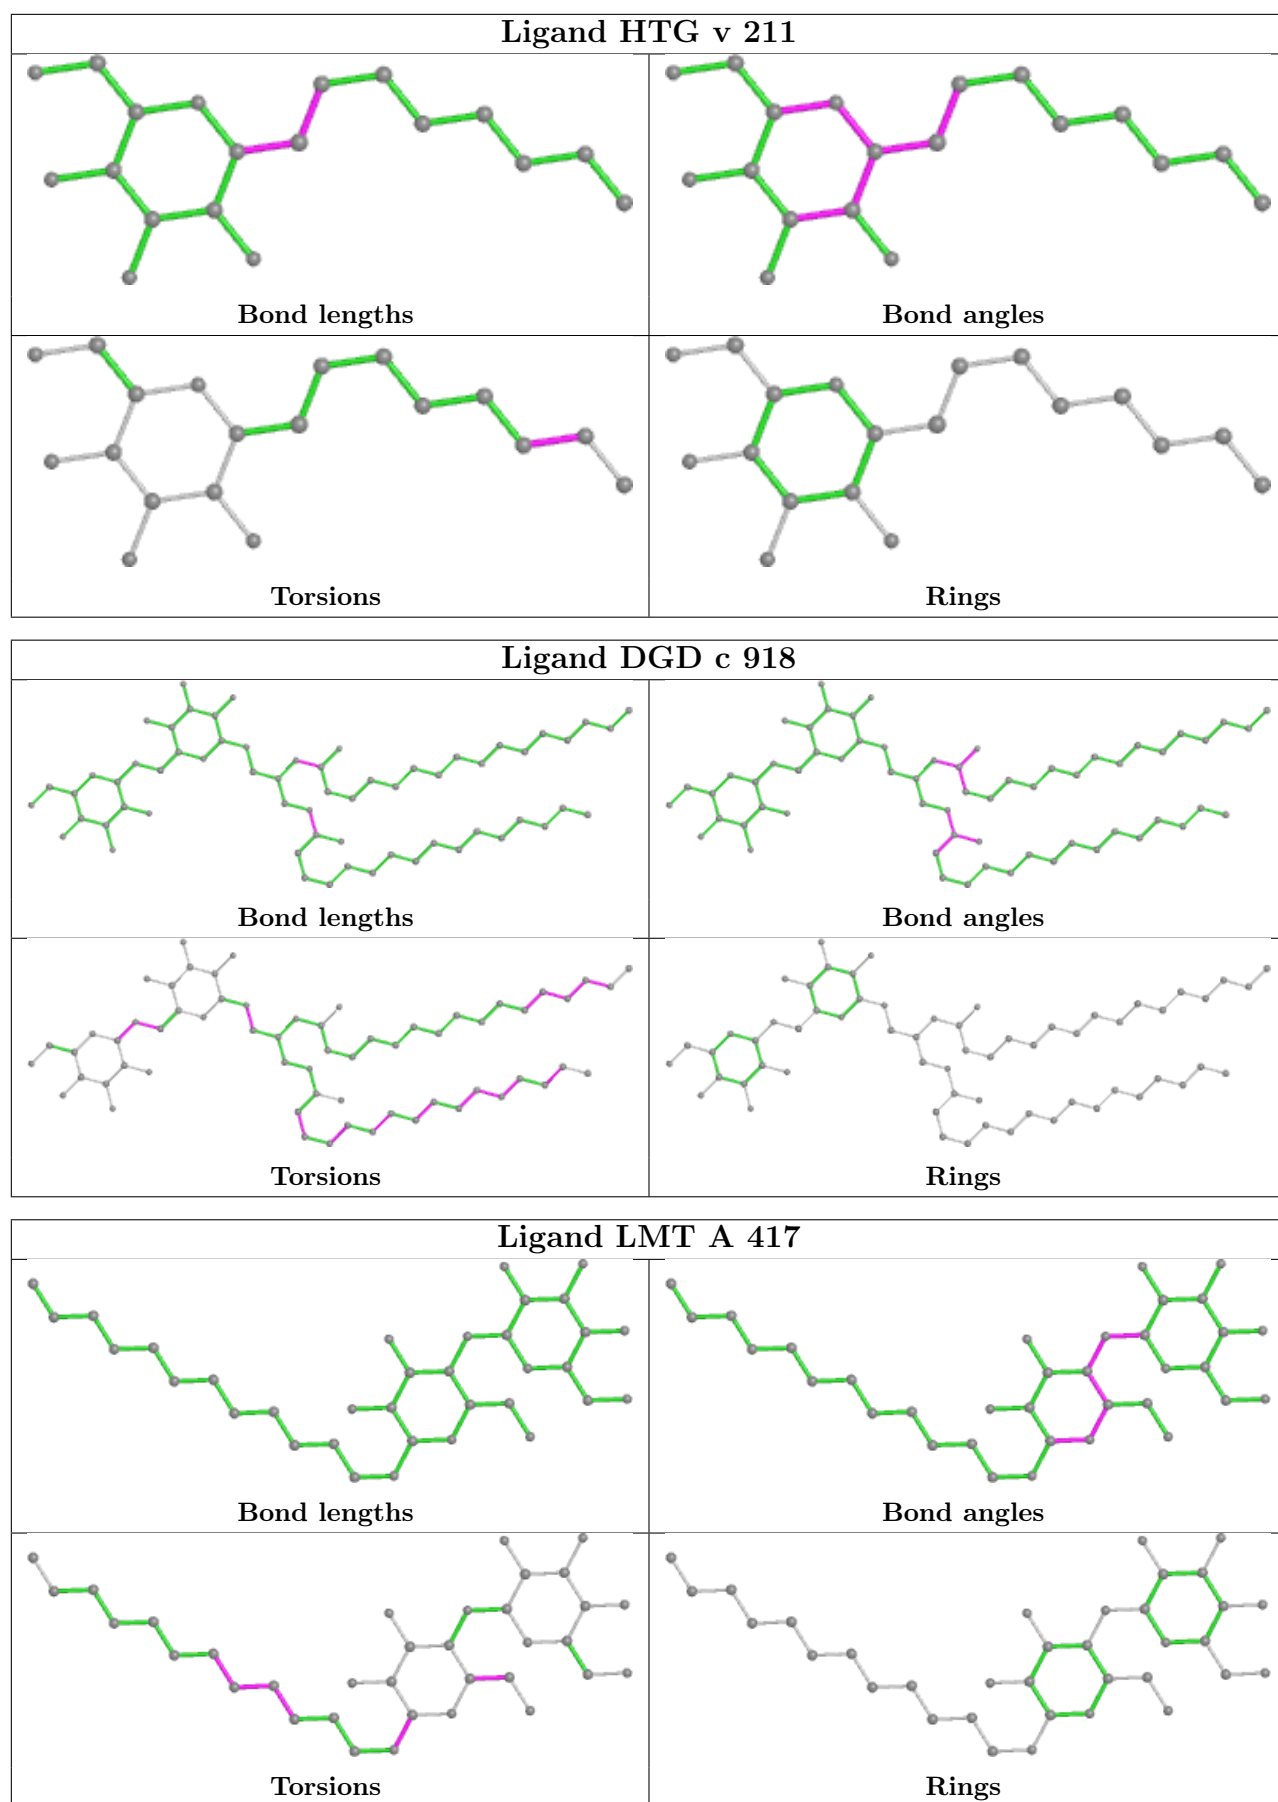 Ligand HTG v 211
Bond lengths
Bond angles
Torsions
Rings
Ligand DGD c 918
Bond lengths
Bond angles
Torsions
Rings
Ligand LMT A 417
Bond lengths
Bond angles
Torsions
Rings